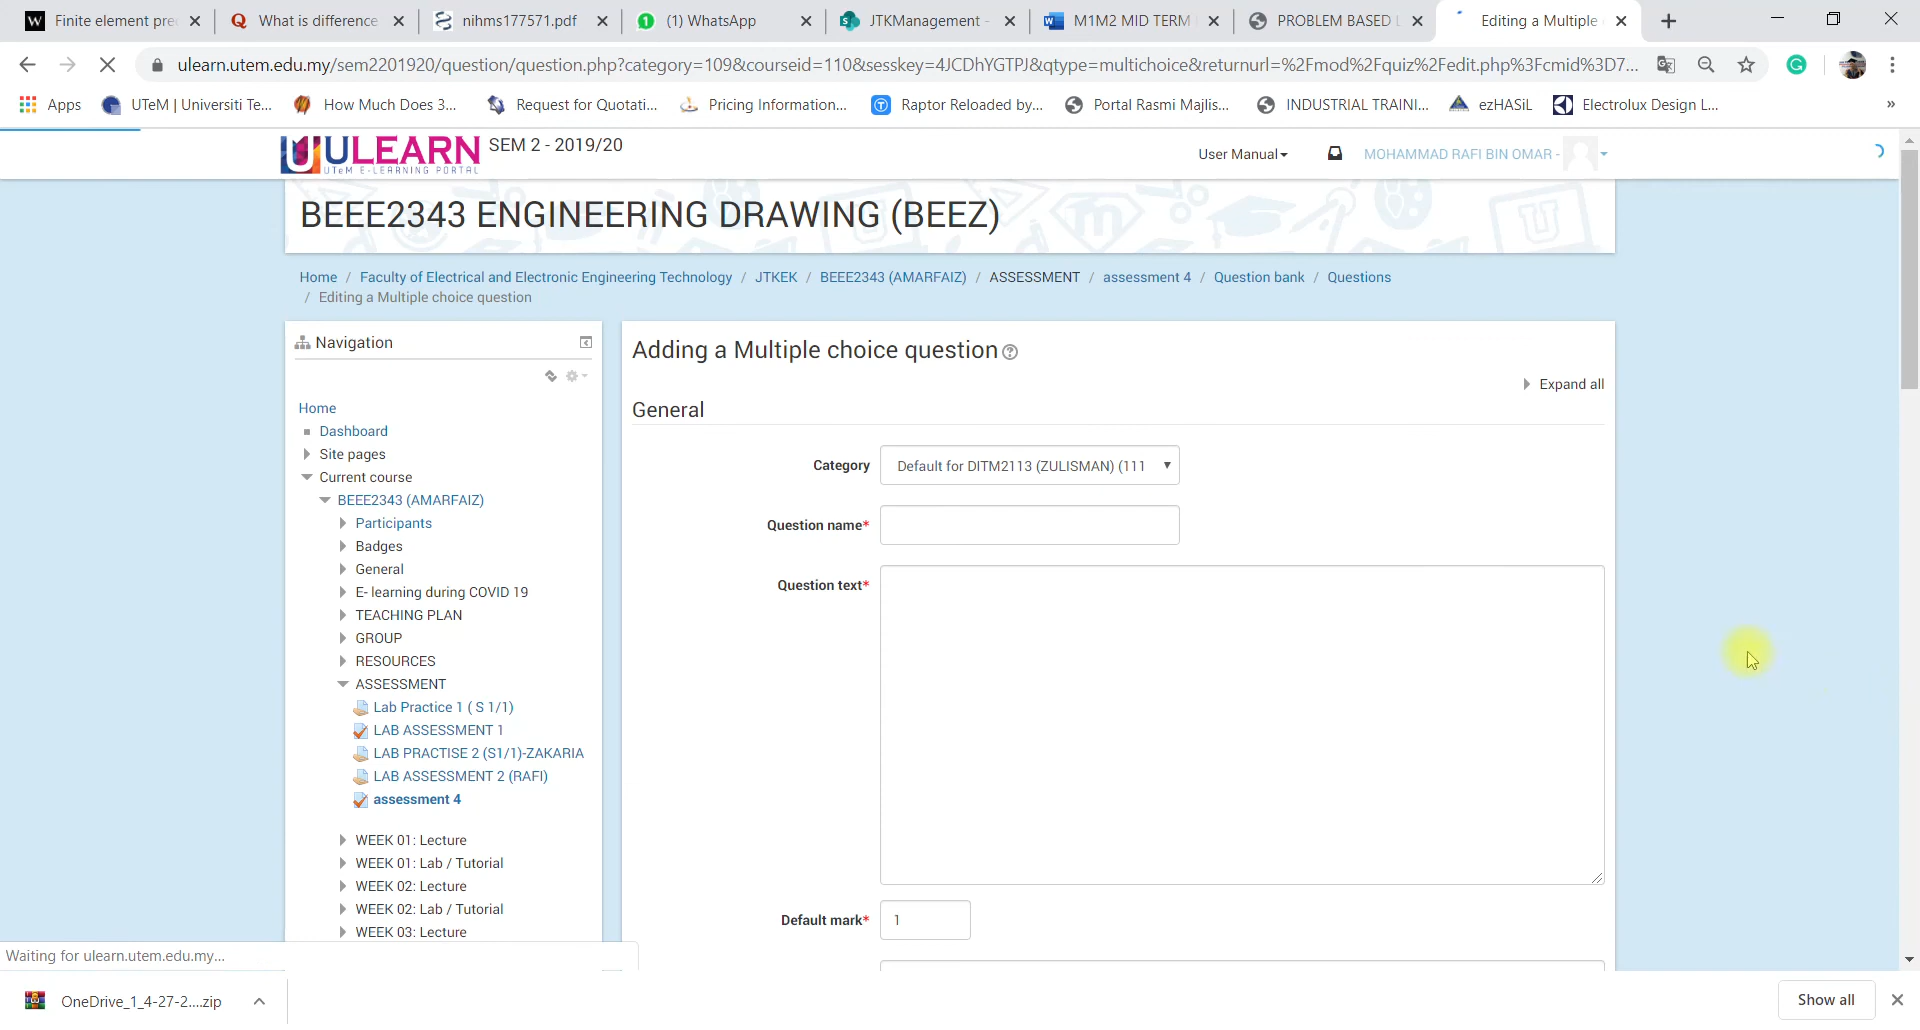 Finite element pre
What is difference
nihms177571.pdf
(1) WhatsApp
JTKManagement -
M1M2 MID TERM
PROBLEM BASED L
Editing a Multiple
ulearn.utem.edu.my/sem2201920/question/question.php?category=109&courseid=110&sesskey=4JCDhYGTPJ&qtype=multichoice&returnurl=%2Fmod%2Fquiz%2Fedit.php%3Fcmid%3D7...
Apps
UTeM | Universiti Te...
How Much Does 3...
Request for Quotati...
Pricing Information...
Raptor Reloaded by...
Portal Rasmi Majlis...
INDUSTRIAL TRAINI...
ezHASiL
Electrolux Design L...
»
ULEARN
UTeM E-LEARNING PORTAL
SEM 2 - 2019/20
User Manual
MOHAMMAD RAFI BIN OMAR -
BEEE2343 ENGINEERING DRAWING (BEEZ)
Home / Faculty of Electrical and Electronic Engineering Technology / JTKEK / BEEE2343 (AMARFAIZ) / ASSESSMENT / assessment 4 / Question bank / Questions
/ Editing a Multiple choice question
Navigation
Home
Dashboard
Site pages
Current course
BEEE2343 (AMARFAIZ)
Participants
Badges
General
E- learning during COVID 19
TEACHING PLAN
GROUP
RESOURCES
ASSESSMENT
Lab Practice 1 ( S 1/1)
LAB ASSESSMENT 1
LAB PRACTISE 2 (S1/1)-ZAKARIA
LAB ASSESSMENT 2 (RAFI)
assessment 4
WEEK 01: Lecture
WEEK 01: Lab / Tutorial
WEEK 02: Lecture
WEEK 02: Lab / Tutorial
WEEK 03: Lecture
Adding a Multiple choice question
Expand all
General
Category
Default for DITM2113 (ZULISMAN) (111
Question name*
Question text*
Default mark*
1
Waiting for ulearn.utem.edu.my...
OneDrive_1_4-27-2....zip
Show all